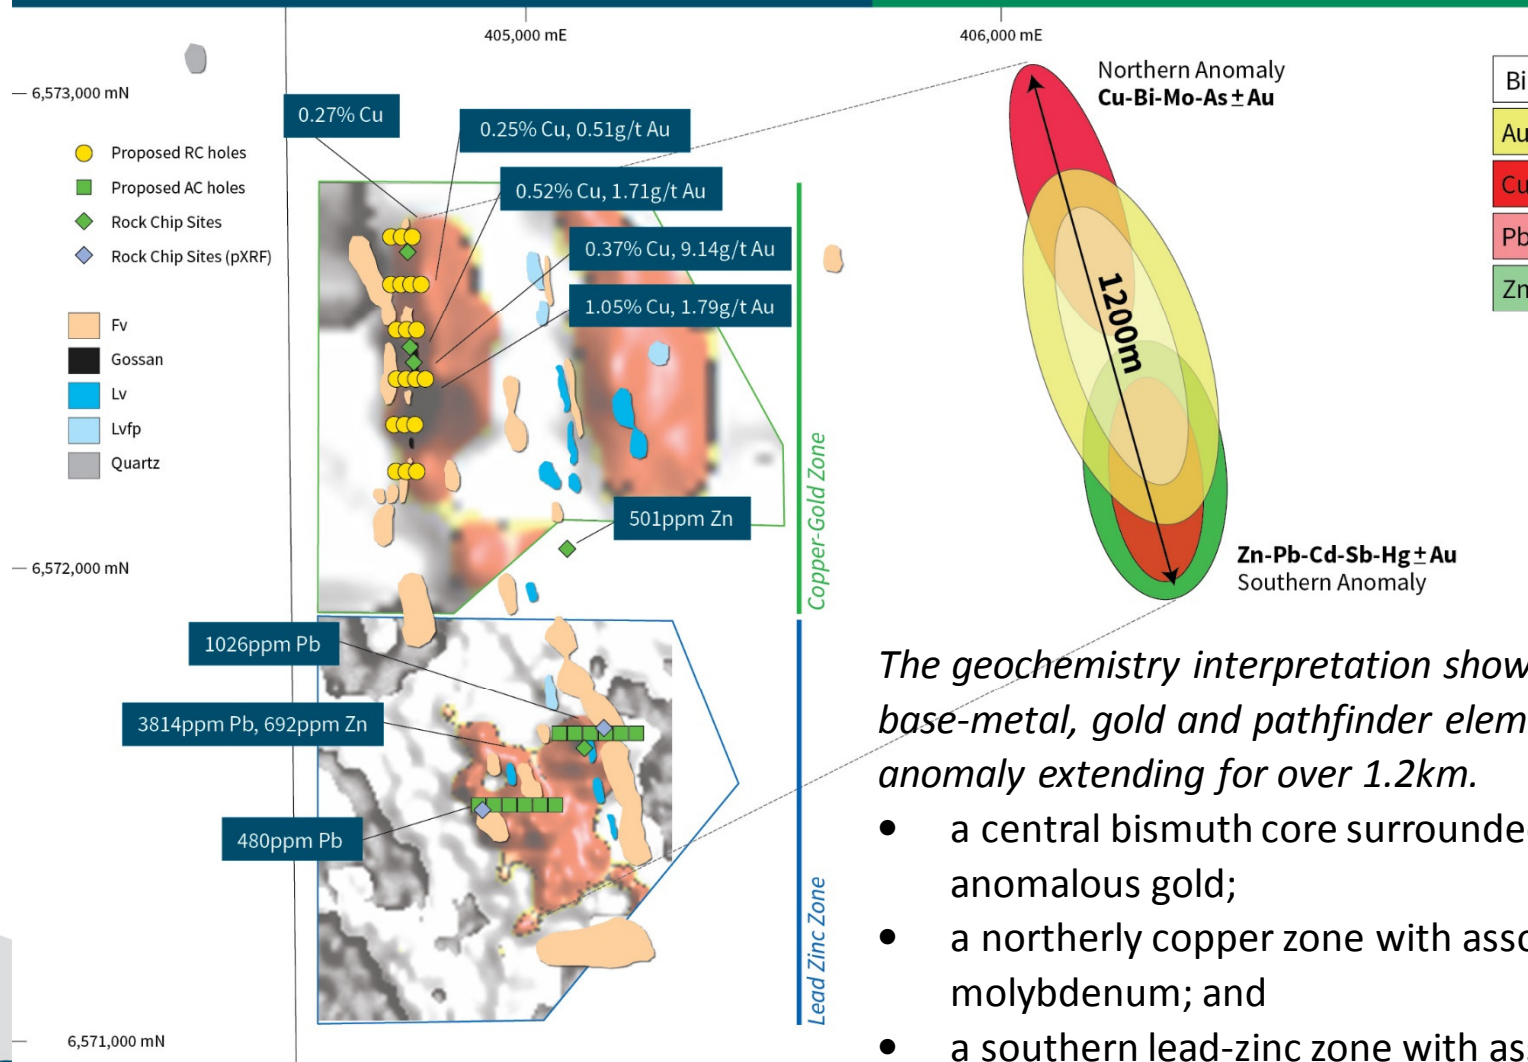 405,000 mE
406,000 mE
6,573,000 mN
6,572,000 mN
6,571,000 mN
Proposed RC holes
Proposed AC holes
Rock Chip Sites
Rock Chip Sites (pXRF)
Fv
Gossan
Lv
Lvfp
Quartz
0.27% Cu
0.25% Cu, 0.51g/t Au
0.52% Cu, 1.71g/t Au
0.37% Cu, 9.14g/t Au
1.05% Cu, 1.79g/t Au
501ppm Zn
1026ppm Pb
3814ppm Pb, 692ppm Zn
480ppm Pb
Copper-Gold Zone
Lead Zinc Zone
Northern Anomaly
Cu-Bi-Mo-As±Au
1200m
Zn-Pb-Cd-Sb-Hg±Au
Southern Anomaly
Bi
Au
Cu
Pb
Zn
The geochemistry interpretation show
base-metal, gold and pathfinder elem
anomaly extending for over 1.2km.
• a central bismuth core surrounde
anomalous gold;
• a northerly copper zone with asso
molybdenum; and
• a southern lead-zinc zone with as